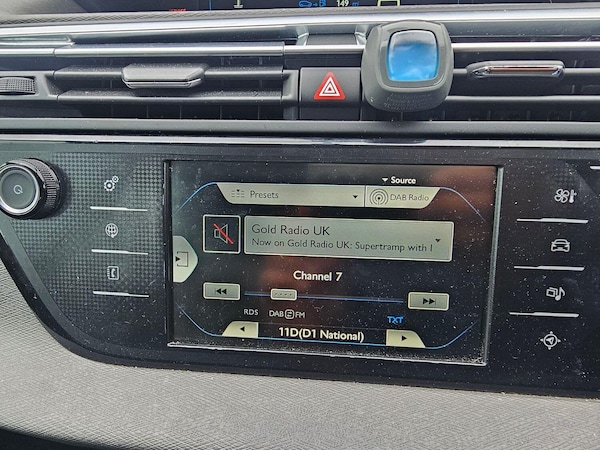 149
Source
Presets
DAB Radio
Gold Radio UK
Now on Gold Radio UK: Supertramp with
Channel 7
RDS DAB FM
TXT
11D(D1 National)